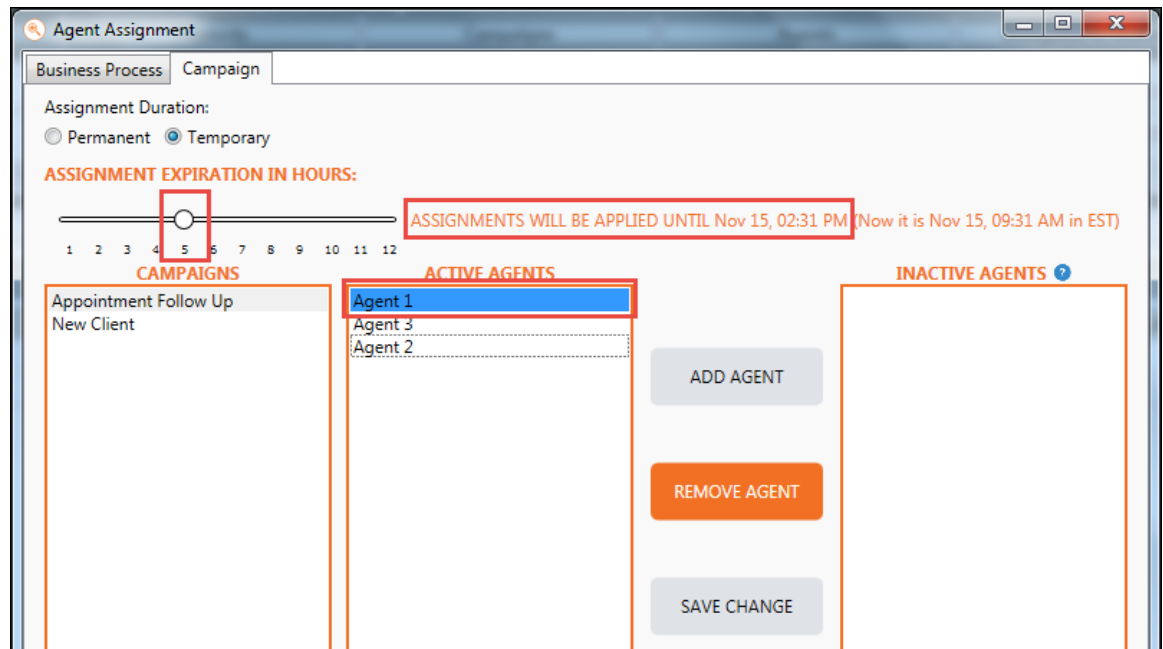 Agent Assignment
Business Process Campaign
Assignment Duration:
Permanent Temporary
ASSIGNMENT EXPIRATION IN HOURS:
ASSIGNMENTS WILL BE APPLIED UNTIL Nov 15, 02:31 PM (Now it is Nov 15, 09:31 AM in EST)
1 2 3 4 5 6 7 8 9 10 11 12
CAMPAIGNS ACTIVE AGENTS INACTIVE AGENTS ?
Appointment Follow Up
New Client
Agent 1
Agent 3
Agent 2
ADD AGENT
REMOVE AGENT
SAVE CHANGE